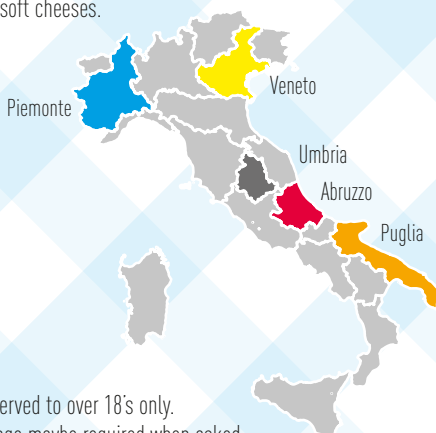 soft cheeses.
Veneto
Piemonte
Umbria
Abruzzo
Puglia
erved to over 18's only.